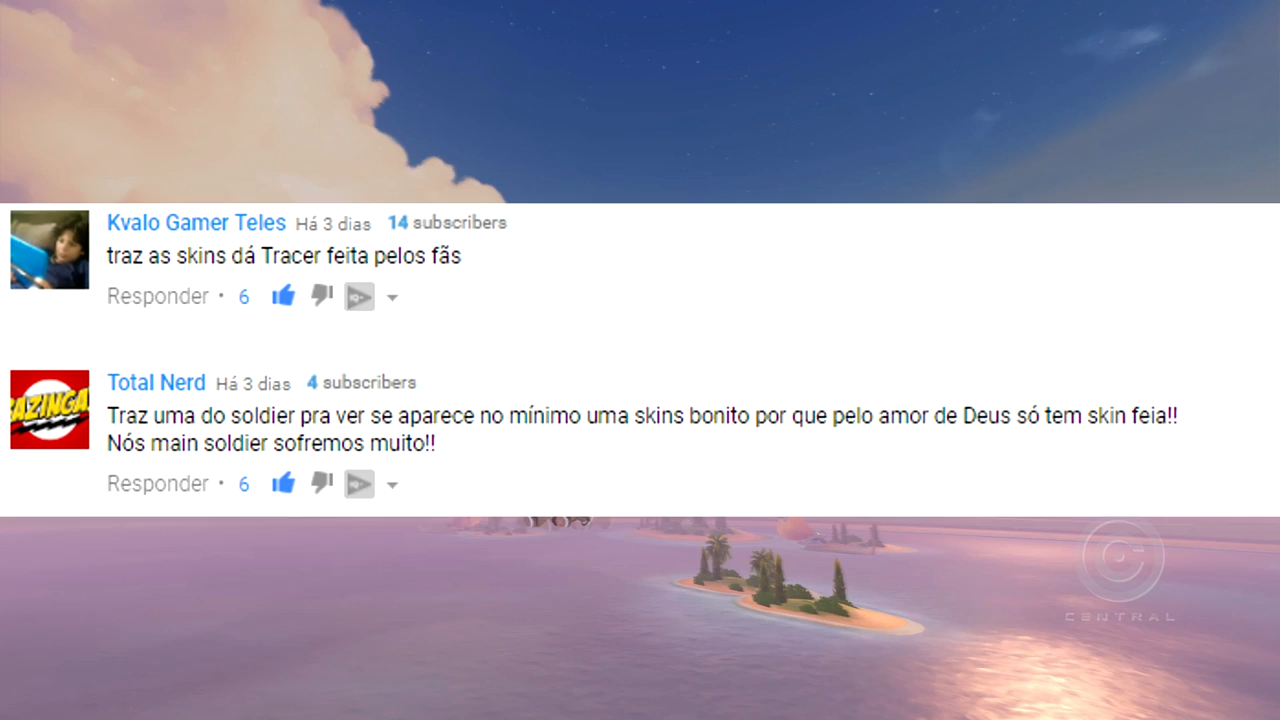 Kvalo Gamer Teles Há 3 dias 14 subscribers
traz as skins dá Tracer feita pelos fãs
Responder • 6
AZINGA
Total Nerd Há 3 dias 4 subscribers
Traz uma do soldier pra ver se aparece no mínimo uma skins bonito por que pelo amor de Deus só tem skin feia!!
Nós main soldier sofremos muito!!
Responder • 6
CENTRAL